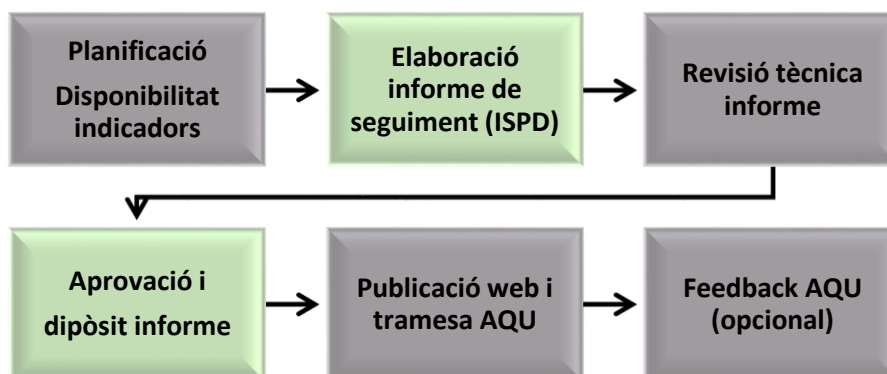 Planificació
Disponibilitat
indicadors
Elaboració
informe de
seguiment (ISPD)
Revisió tècnica
informe
Aprovació i
dipòsit informe
Publicació web i
tramesa AQU
Feedback AQU
(opcional)